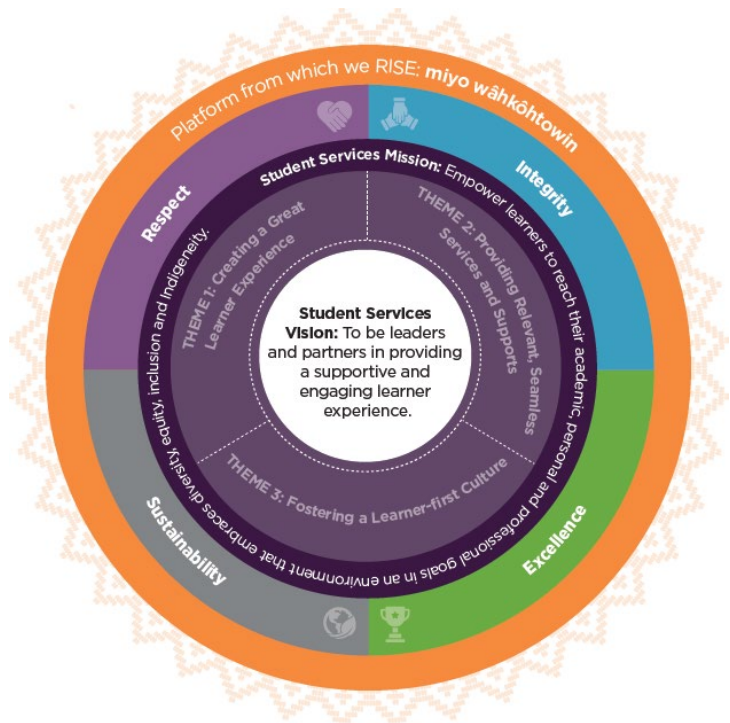 Platform from which we RISE: miyo wâhkôhtowin
Respect
Integrity
Student Services Mission: Empower learners to reach their academic, personal and professional goals in an environment that embraces diversity, equity, inclusion and Indigeneity.
THEME 1: Creating a Great
Learner Experience
THEME 2: Providing Relevant, Seamless
Services and Supports
Student Services
Vision: To be leaders
and partners in providing
a supportive and
engaging learner
experience.
THEME 3: Fostering a Learner-first Culture
Sustainability
Excellence